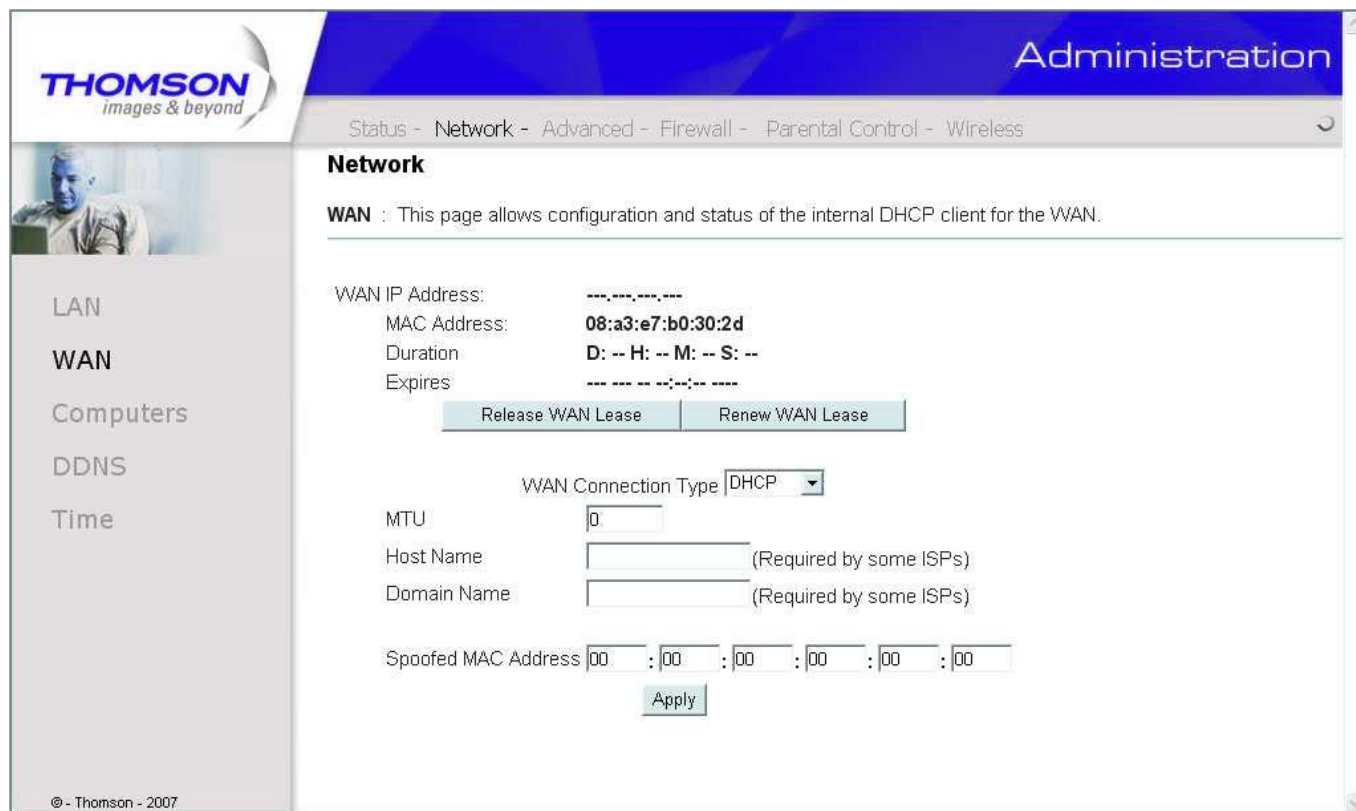 THOMSON
images & beyond
Administration
Status - Network - Advanced - Firewall - Parental Control - Wireless
Network
WAN : This page allows configuration and status of the internal DHCP client for the WAN.
LAN
WAN
Computers
DDNS
Time
WAN IP Address: ---.---.---.---
MAC Address: 08:a3:e7:b0:30:2d
Duration D: -- H: -- M: -- S: --
Expires --- --- -- --:--:-- ----
Release WAN Lease Renew WAN Lease
WAN Connection Type DHCP
MTU 0
Host Name (Required by some ISPs)
Domain Name (Required by some ISPs)
Spoofed MAC Address 00 : 00 : 00 : 00 : 00 : 00
Apply
© - Thomson - 2007